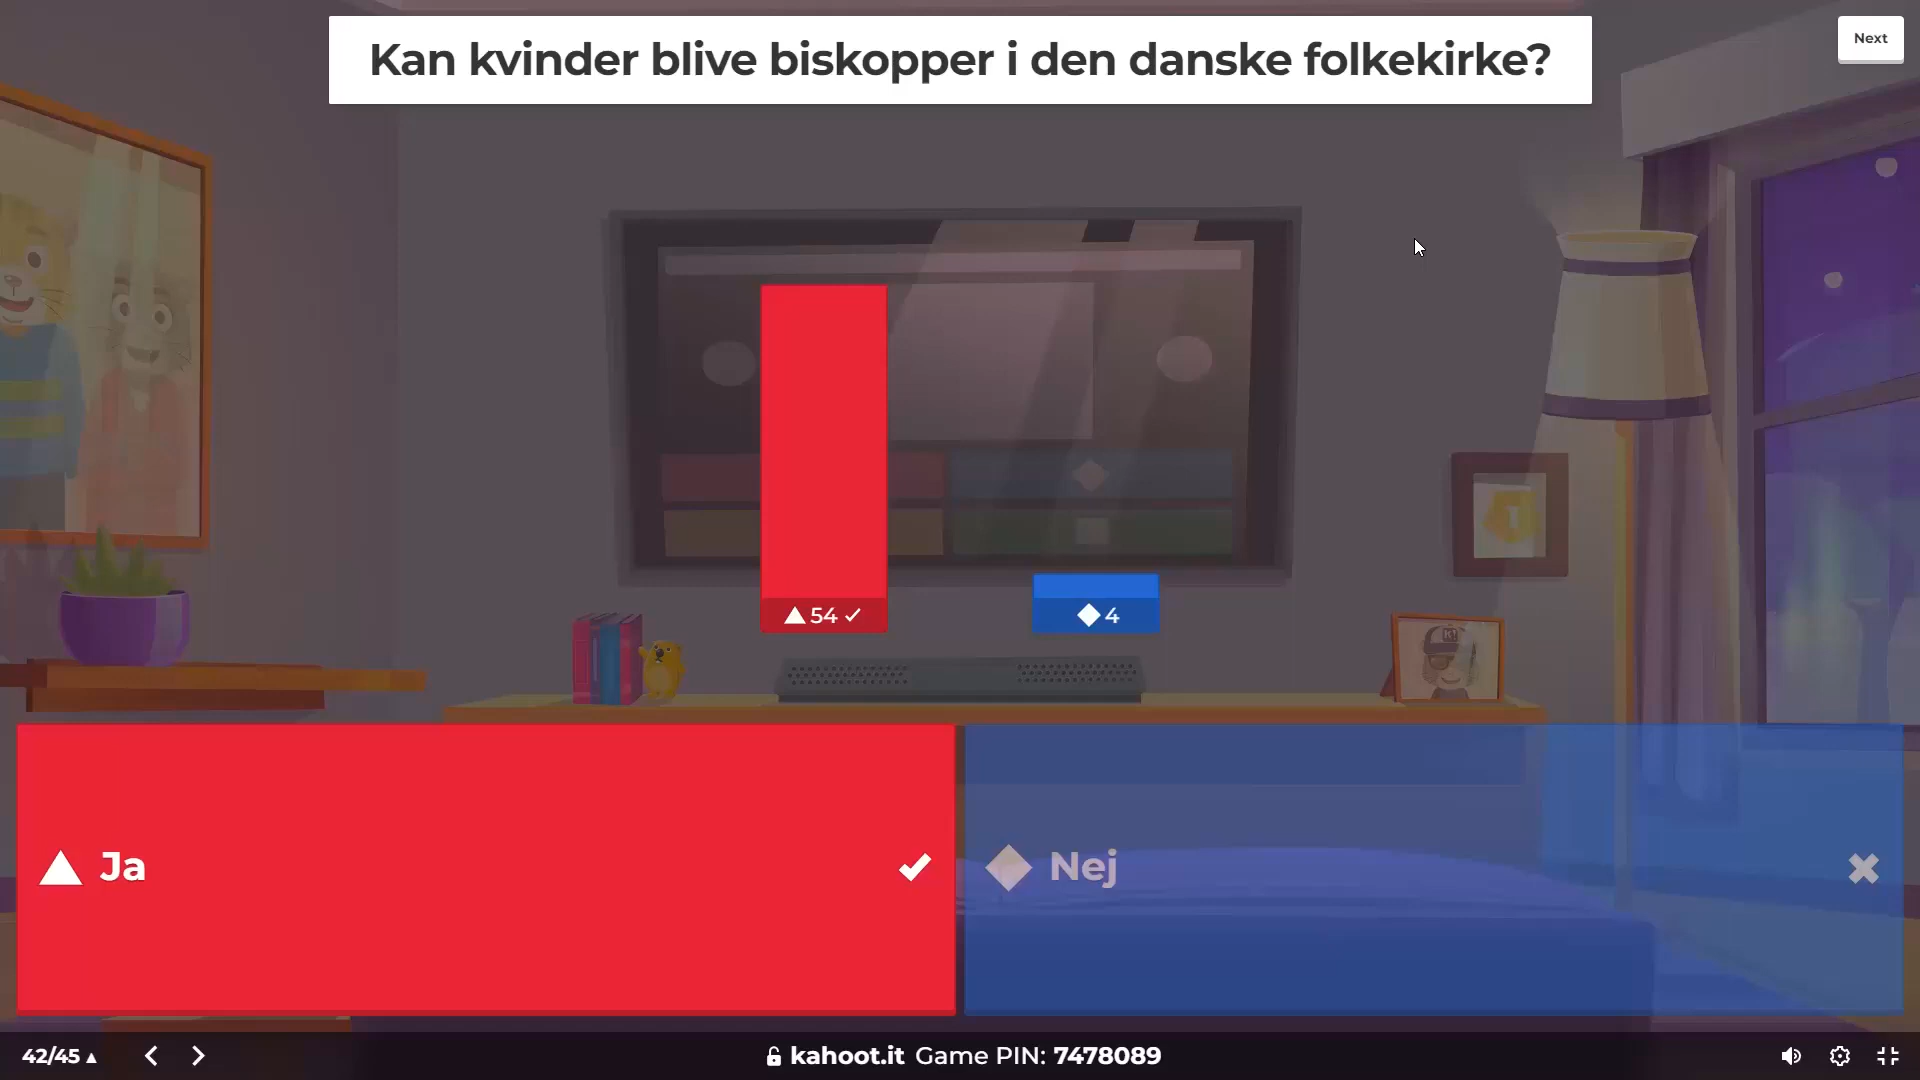 Kan kvinder blive biskopper i den danske folkekirke?
Next
54
4
Ja
Nej
42/45
kahoot.it Game PIN: 7478089